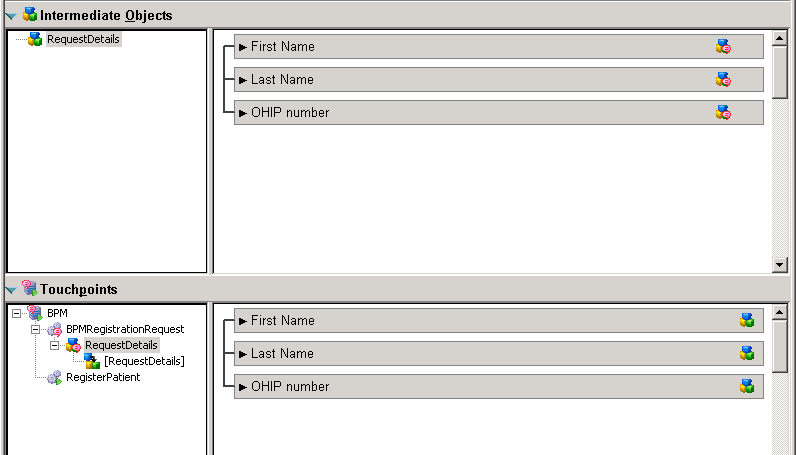 Intermediate Objects
RequestDetails
First Name
Last Name
OHIP number
Touchpoints
BPM
BPMRegistrationRequest
RequestDetails
[RequestDetails]
RegisterPatient
First Name
Last Name
OHIP number